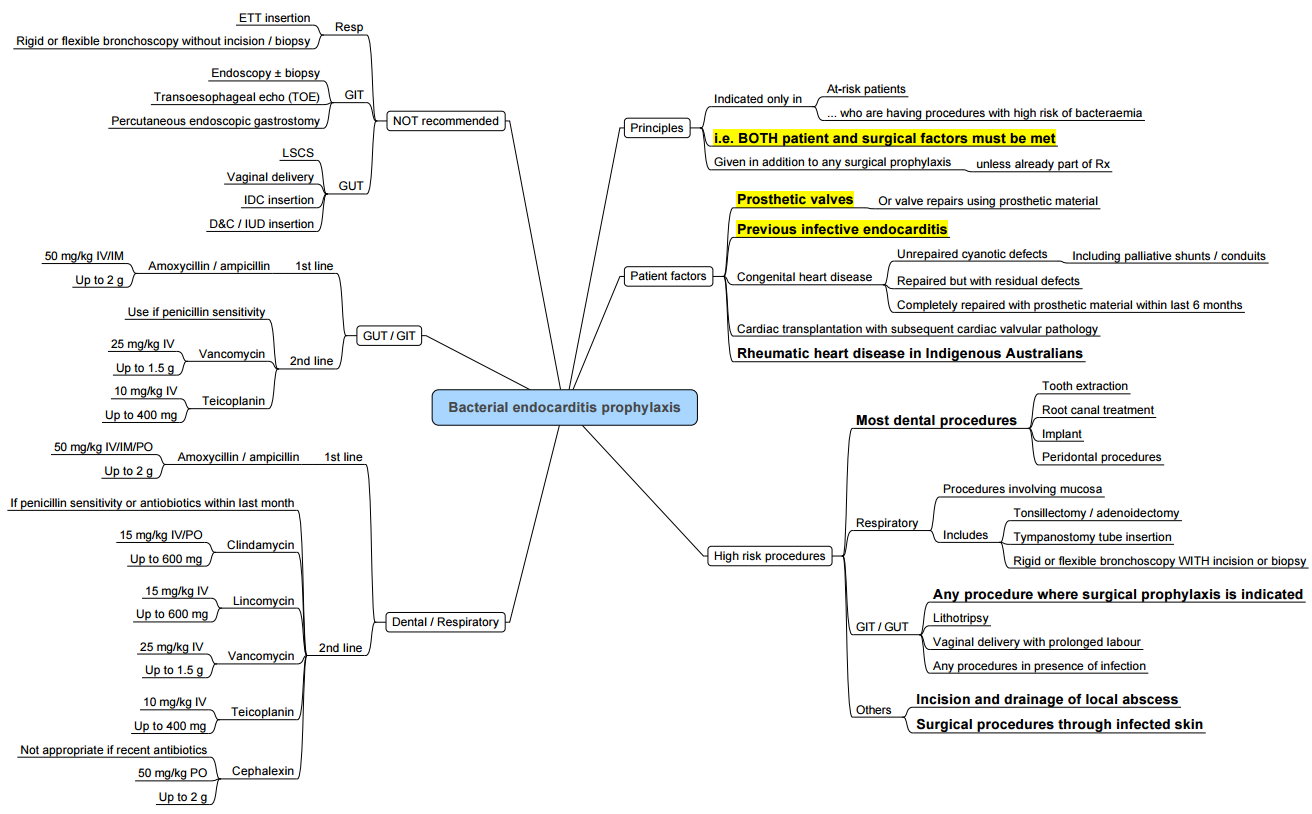 Bacterial endocarditis prophylaxis
Principles
Indicated only in
At-risk patients
... who are having procedures with high risk of bacteraemia
i.e. BOTH patient and surgical factors must be met
Given in addition to any surgical prophylaxis
unless already part of Rx
Patient factors
Prosthetic valves
Or valve repairs using prosthetic material
Previous infective endocarditis
Congenital heart disease
Unrepaired cyanotic defects
Including palliative shunts / conduits
Repaired but with residual defects
Completely repaired with prosthetic material within last 6 months
Cardiac transplantation with subsequent cardiac valvular pathology
Rheumatic heart disease in Indigenous Australians
High risk procedures
Most dental procedures
Tooth extraction
Root canal treatment
Implant
Peridontal procedures
Respiratory
Procedures involving mucosa
Includes
Tonsillectomy / adenoidectomy
Tympanostomy tube insertion
Rigid or flexible bronchoscopy WITH incision or biopsy
GIT / GUT
Any procedure where surgical prophylaxis is indicated
Lithotripsy
Vaginal delivery with prolonged labour
Any procedures in presence of infection
Others
Incision and drainage of local abscess
Surgical procedures through infected skin
NOT recommended
Resp
ETT insertion
Rigid or flexible bronchoscopy without incision / biopsy
GIT
Endoscopy ± biopsy
Transoesophageal echo (TOE)
Percutaneous endoscopic gastrostomy
GUT
LSCS
Vaginal delivery
IDC insertion
D&C / IUD insertion
GUT / GIT
1st line
Amoxycillin / ampicillin
50 mg/kg IV/IM
Up to 2 g
2nd line
Use if penicillin sensitivity
Vancomycin
25 mg/kg IV
Up to 1.5 g
Teicoplanin
10 mg/kg IV
Up to 400 mg
Dental / Respiratory
1st line
Amoxycillin / ampicillin
50 mg/kg IV/IM/PO
Up to 2 g
2nd line
If penicillin sensitivity or antiobiotics within last month
Clindamycin
15 mg/kg IV/PO
Up to 600 mg
Lincomycin
15 mg/kg IV
Up to 600 mg
Vancomycin
25 mg/kg IV
Up to 1.5 g
Teicoplanin
10 mg/kg IV
Up to 400 mg
Cephalexin
Not appropriate if recent antibiotics
50 mg/kg PO
Up to 2 g